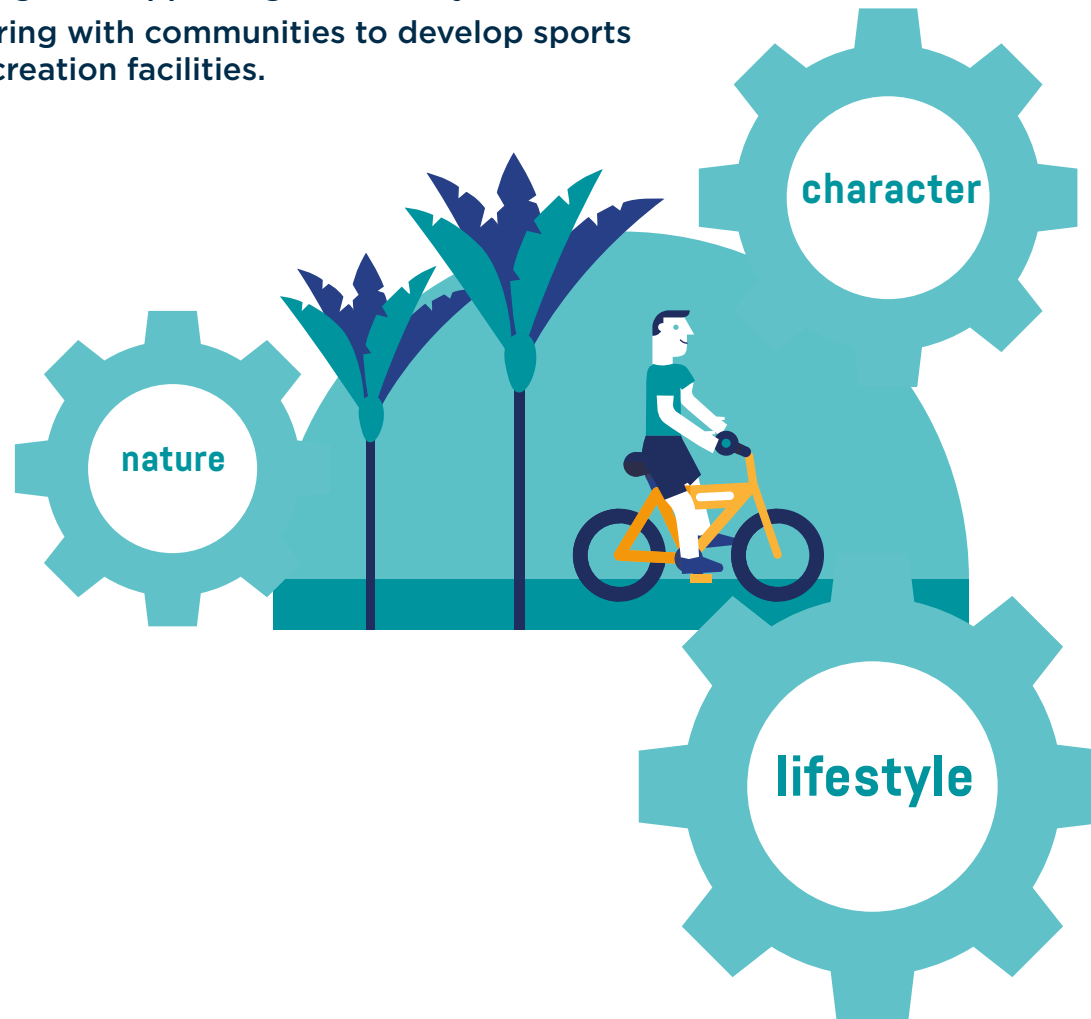 ring with communities to develop sports
creation facilities.
character
nature
lifestyle